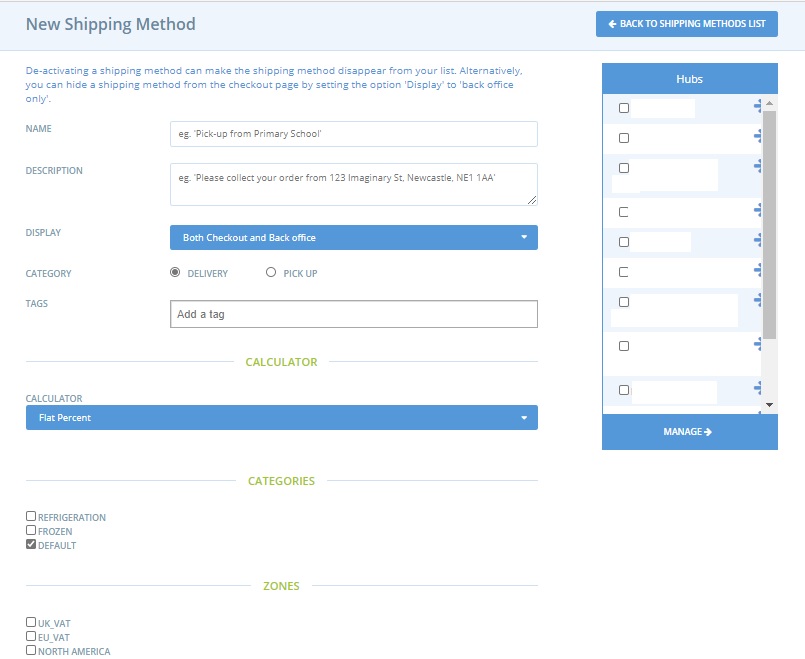 New Shipping Method
BACK TO SHIPPING METHODS LIST
De-activating a shipping method can make the shipping method disappear from your list. Alternatively,
you can hide a shipping method from the checkout page by setting the option 'Display' to 'back office
only'.
NAME
eg. 'Pick-up from Primary School'
DESCRIPTION
eg. 'Please collect your order from 123 Imaginary St, Newcastle, NE1 1AA'
DISPLAY
Both Checkout and Back office
CATEGORY
DELIVERY
PICK UP
TAGS
Add a tag
CALCULATOR
CALCULATOR
Flat Percent
CATEGORIES
REFRIGERATION
FROZEN
DEFAULT
ZONES
UK_VAT
EU_VAT
NORTH AMERICA
Hubs
MANAGE